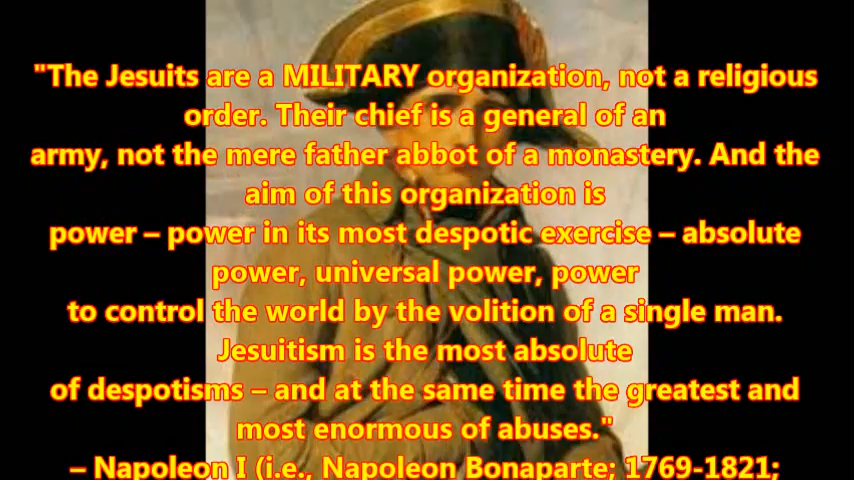 "The Jesuits are a MILITARY organization, not a religious
order. Their chief is a general of an
army, not the mere father abbot of a monastery. And the
aim of this organization is
power – power in its most despotic exercise – absolute
power, universal power, power
to control the world by the volition of a single man.
Jesuitism is the most absolute
of despotisms – and at the same time the greatest and
most enormous of abuses."
– Napoleon I (i.e., Napoleon Bonaparte; 1769-1821;